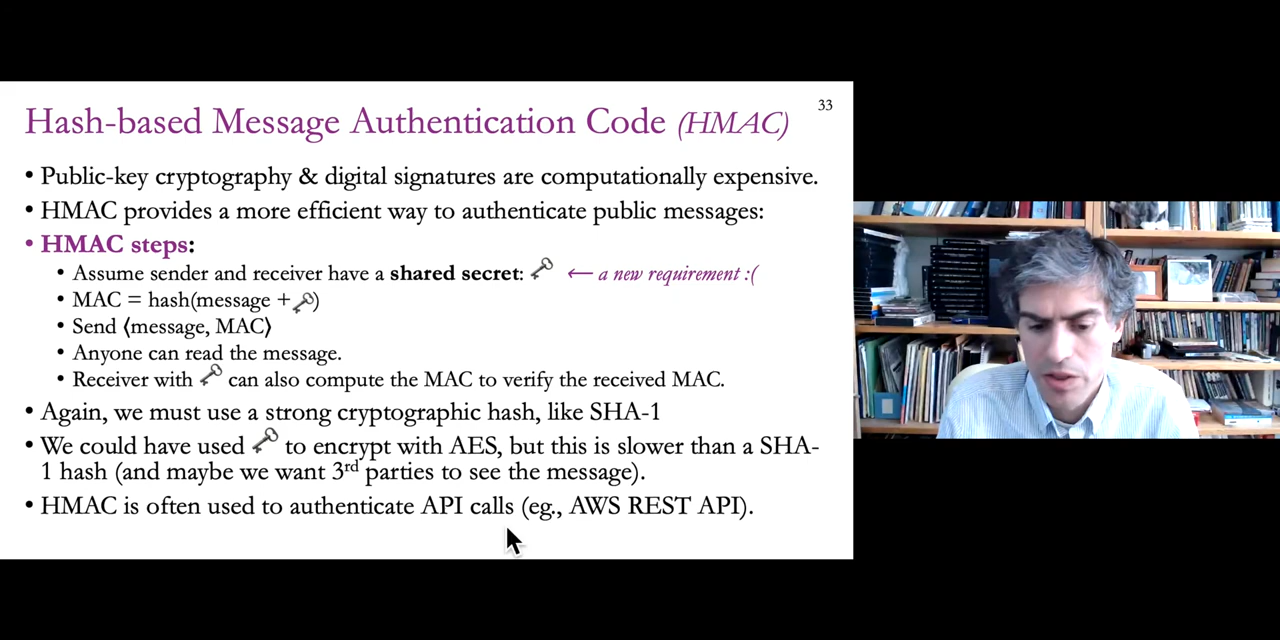 33
Hash-based Message Authentication Code (HMAC)
• Public-key cryptography & digital signatures are computationally expensive.
• HMAC provides a more efficient way to authenticate public messages:
• HMAC steps:
• Assume sender and receiver have a shared secret: ⟵ a new requirement :(
• MAC = hash(message + )
• Send ⟨message, MAC⟩
• Anyone can read the message.
• Receiver with can also compute the MAC to verify the received MAC.
• Again, we must use a strong cryptographic hash, like SHA-1
• We could have used to encrypt with AES, but this is slower than a SHA-
1 hash (and maybe we want 3rd parties to see the message).
• HMAC is often used to authenticate API calls (eg., AWS REST API).